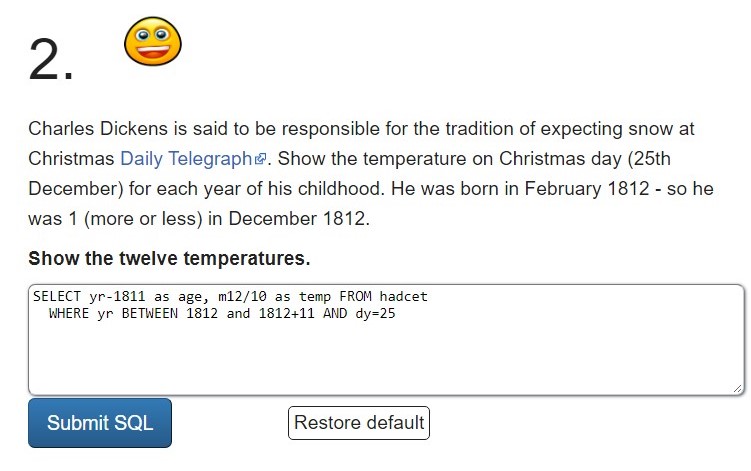 2.
Charles Dickens is said to be responsible for the tradition of expecting snow at
Christmas Daily Telegraph. Show the temperature on Christmas day (25th
December) for each year of his childhood. He was born in February 1812 - so he
was 1 (more or less) in December 1812.
Show the twelve temperatures.
SELECT yr-1811 as age, m12/10 as temp FROM hadcet
WHERE yr BETWEEN 1812 and 1812+11 AND dy=25
Submit SQL Restore default